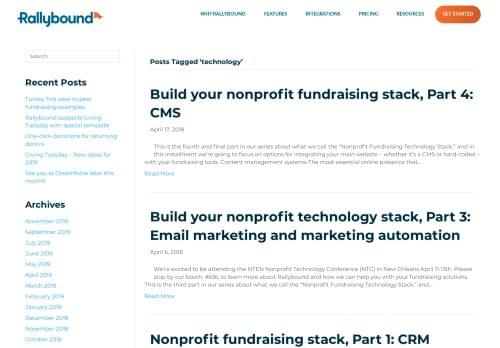 Rallybound
WHY RALLYBOUND
FEATURES
INTEGRATIONS
PRICING
RESOURCES
GET STARTED
Search
Recent Posts
Turkey Trot peer to peer
fundraising examples
Rallybound supports Giving
Tuesday with special template
One-click donations for returning
donors
Giving Tuesday – New ideas for
2019
See you at Dreamforce later this
month!
Archives
November 2019
September 2019
July 2019
June 2019
May 2019
April 2019
March 2019
February 2019
January 2019
December 2018
November 2018
October 2018
Posts Tagged 'technology'
Build your nonprofit fundraising stack, Part 4:
CMS
April 17, 2018
This is the fourth and final part in our series about what we call the "Nonprofit Fundraising Technology Stack," and in
this installment we're going to focus on options for integrating your main website – whether it's a CMS or hard-coded –
with your fundraising tools. Content management systems The most essential online presence that...
Read More
Build your nonprofit technology stack, Part 3:
Email marketing and marketing automation
April 6, 2018
We're excited to be attending the NTEN Nonprofit Technology Conference (NTC) in New Orleans April 11-13th. Please
stop by our booth, #636, to learn more about Rallybound and how we can help you with your fundraising solutions.
This is the third part in our series about what we call the "Nonprofit Fundraising Technology Stack," and...
Read More
Nonprofit fundraising stack, Part 1: CRM